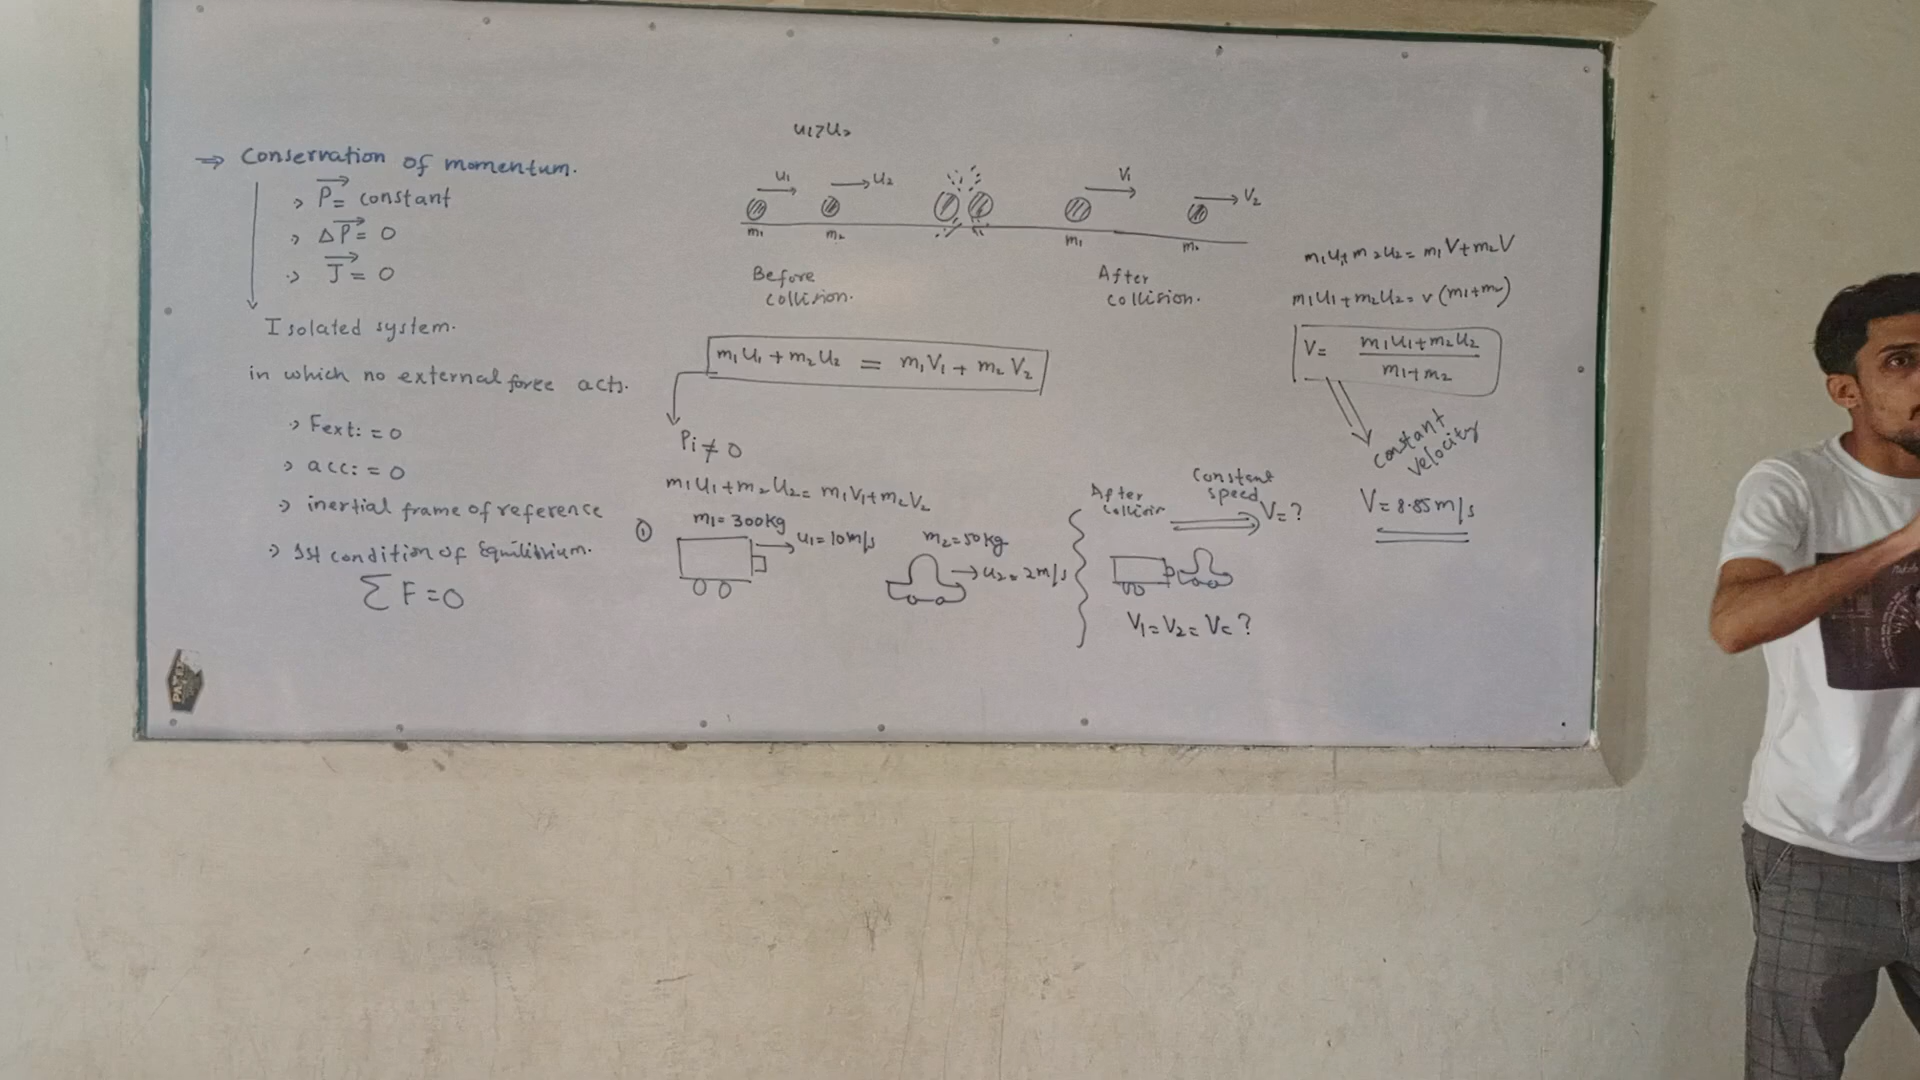 ⇒ Conservation of momentum.
› P⃗ = constant
› ΔP⃗ = 0
› J⃗ = 0
Isolated system.
in which no external force acts.
› Fext: = 0
› acc: = 0
› inertial frame of reference
› 1st condition of Equilibrium.
Σ F = 0
u₁>u₂
u₁ u₂ V₁ V₂
m₁ m₂ m₁ m₂
Before collision.
After collision.
m₁u₁ + m₂u₂ = m₁V₁ + m₂V₂
Pi ≠ 0
m₁u₁ + m₂u₂ = m₁V₁ + m₂V₂
① m₁ = 300kg
u₁ = 10m/s
m₂ = 50kg
u₂ = 2m/s
After collision
Constant speed
V = ?
V₁ = V₂ = V = ?
m₁u₁ + m₂u₂ = m₁V + m₂V
m₁u₁ + m₂u₂ = v (m₁+m₂)
V = m₁u₁+m₂u₂ / m₁+m₂
constant velocity
V = 8.85m/s